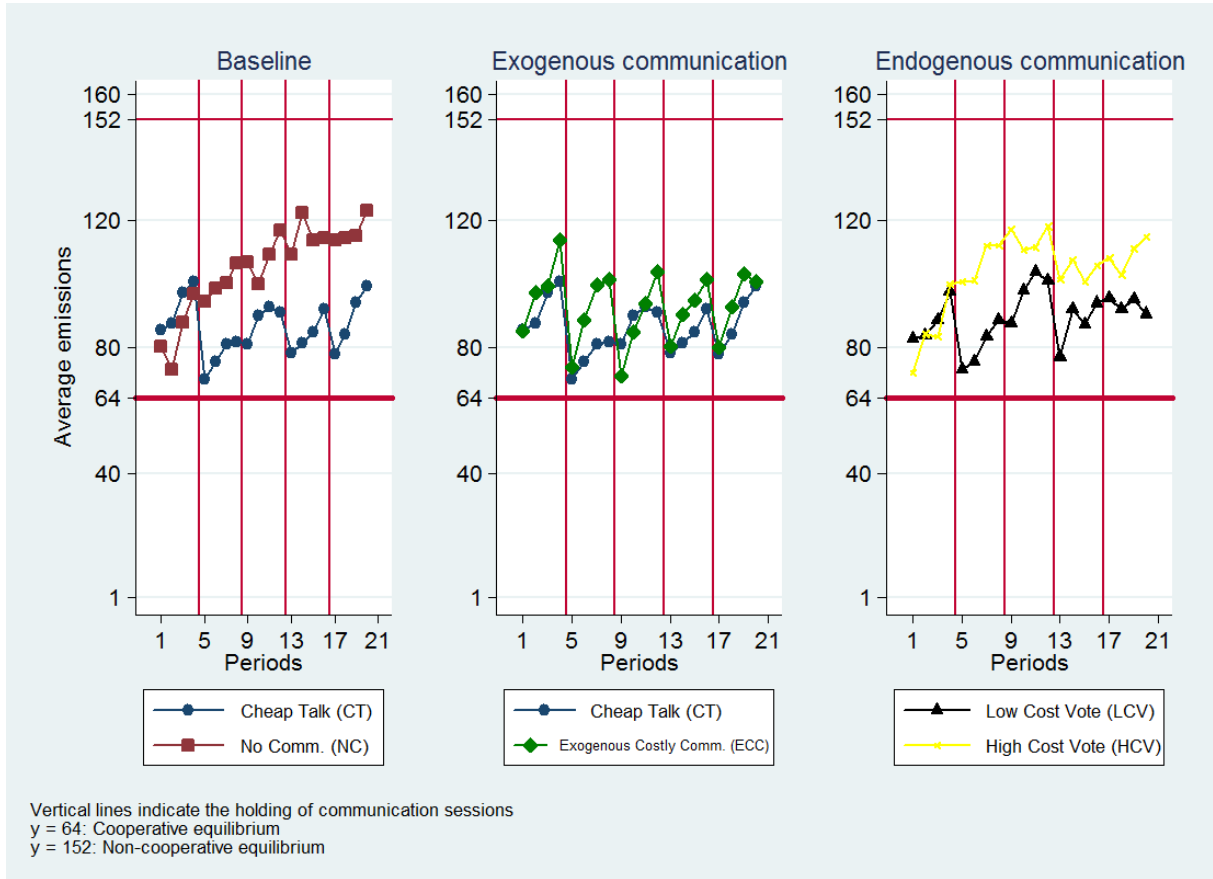 Baseline
Exogenous communication
Endogenous communication
Average emissions
160
152
120
80
64
40
1
1 5 9 13 17 21
Periods
160
152
120
80
64
40
1
1 5 9 13 17 21
Periods
160
152
120
80
64
40
1
1 5 9 13 17 21
Periods
Cheap Talk (CT)
No Comm. (NC)
Cheap Talk (CT)
Exogenous Costly Comm. (ECC)
Low Cost Vote (LCV)
High Cost Vote (HCV)
Vertical lines indicate the holding of communication sessions
y = 64: Cooperative equilibrium
y = 152: Non-cooperative equilibrium